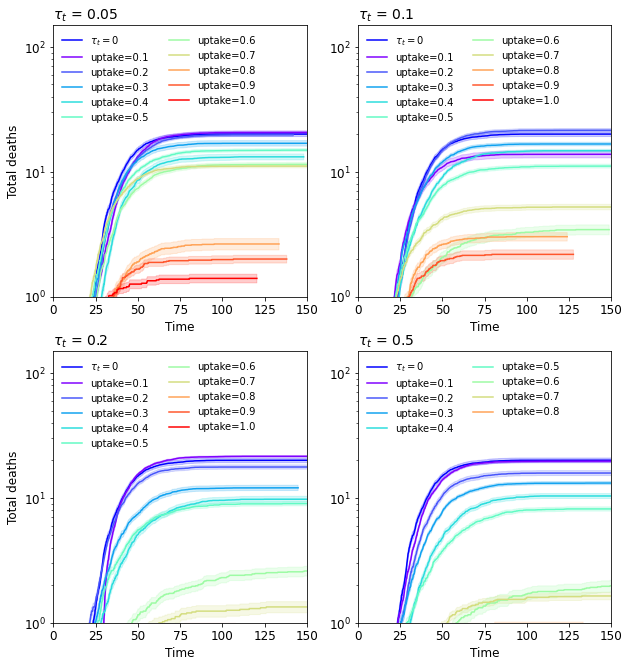 τt = 0.05
10²
10¹
10⁰
Total deaths
τt = 0
uptake=0.1
uptake=0.2
uptake=0.3
uptake=0.4
uptake=0.5
uptake=0.6
uptake=0.7
uptake=0.8
uptake=0.9
uptake=1.0
0 25 50 75 100 125 150
Time
τt = 0.1
10²
10¹
10⁰
τt = 0
uptake=0.1
uptake=0.2
uptake=0.3
uptake=0.4
uptake=0.5
uptake=0.6
uptake=0.7
uptake=0.8
uptake=0.9
uptake=1.0
0 25 50 75 100 125 150
Time
τt = 0.2
10²
10¹
10⁰
Total deaths
τt = 0
uptake=0.1
uptake=0.2
uptake=0.3
uptake=0.4
uptake=0.5
uptake=0.6
uptake=0.7
uptake=0.8
uptake=0.9
uptake=1.0
0 25 50 75 100 125 150
Time
τt = 0.5
10²
10¹
10⁰
τt = 0
uptake=0.1
uptake=0.2
uptake=0.3
uptake=0.4
uptake=0.5
uptake=0.6
uptake=0.7
uptake=0.8
0 25 50 75 100 125 150
Time